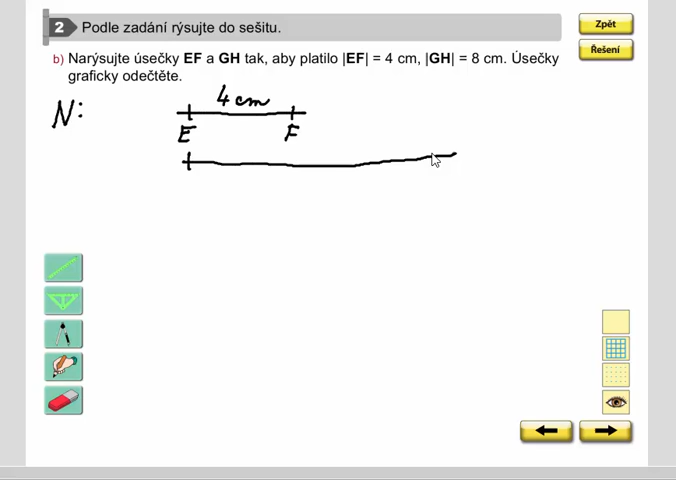 2 Podle zadání rýsujte do sešitu.
Zpět
b) Narýsujte úsečky EF a GH tak, aby platilo |EF| = 4 cm, |GH| = 8 cm. Úsečky
graficky odečtěte.
Řešení
N:
4 cm
E F